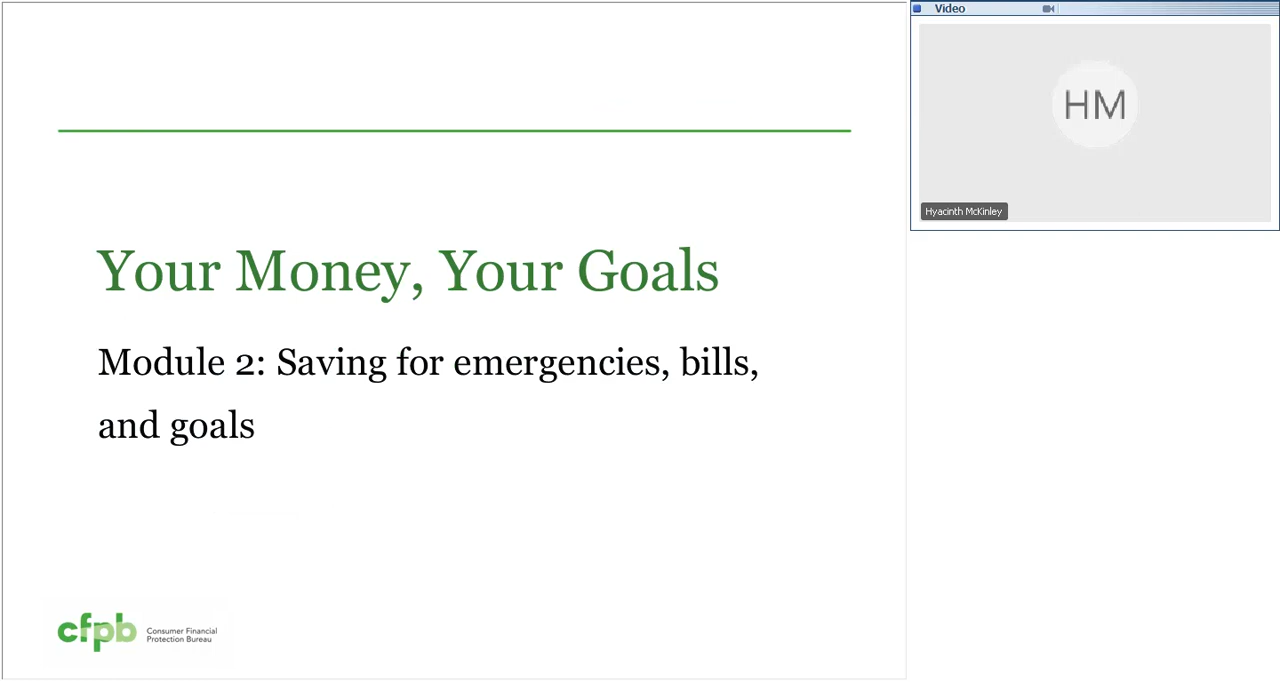 Your Money, Your Goals
Module 2: Saving for emergencies, bills,
and goals
cfpb
Consumer Financial
Protection Bureau
Video
HM
Hyacinth McKinley